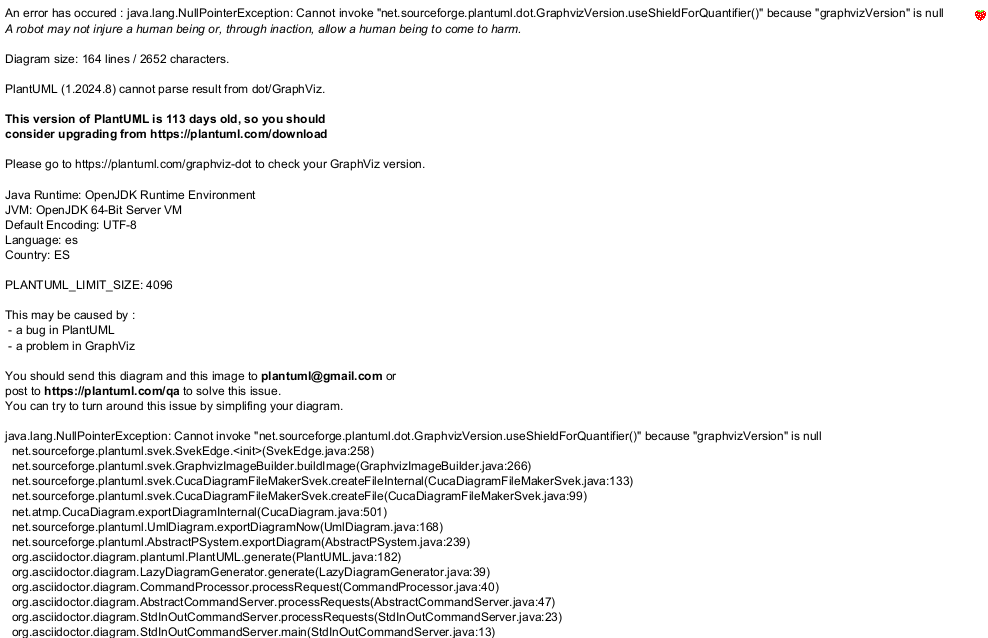 An error has occured : java.lang.NullPointerException: Cannot invoke "net.sourceforge.plantuml.dot.GraphvizVersion.useShieldForQuantifier()" because "graphvizVersion" is null
A robot may not injure a human being or, through inaction, allow a human being to come to harm.
Diagram size: 164 lines / 2652 characters.
PlantUML (1.2024.8) cannot parse result from dot/GraphViz.
This version of PlantUML is 113 days old, so you should
consider upgrading from https://plantuml.com/download
Please go to https://plantuml.com/graphviz-dot to check your GraphViz version.
Java Runtime: OpenJDK Runtime Environment
JVM: OpenJDK 64-Bit Server VM
Default Encoding: UTF-8
Language: es
Country: ES
PLANTUML_LIMIT_SIZE: 4096
This may be caused by :
- a bug in PlantUML
- a problem in GraphViz
You should send this diagram and this image to plantuml@gmail.com or
post to https://plantuml.com/qa to solve this issue.
You can try to turn around this issue by simplifing your diagram.
java.lang.NullPointerException: Cannot invoke "net.sourceforge.plantuml.dot.GraphvizVersion.useShieldForQuantifier()" because "graphvizVersion" is null
net.sourceforge.plantuml.svek.SvekEdge.<init>(SvekEdge.java:258)
net.sourceforge.plantuml.svek.GraphvizImageBuilder.buildImage(GraphvizImageBuilder.java:266)
net.sourceforge.plantuml.svek.CucaDiagramFileMakerSvek.createFileInternal(CucaDiagramFileMakerSvek.java:133)
net.sourceforge.plantuml.svek.CucaDiagramFileMakerSvek.createFile(CucaDiagramFileMakerSvek.java:99)
net.atmp.CucaDiagram.exportDiagramInternal(CucaDiagram.java:501)
net.sourceforge.plantuml.UmlDiagram.exportDiagramNow(UmlDiagram.java:168)
net.sourceforge.plantuml.AbstractPSystem.exportDiagram(AbstractPSystem.java:239)
org.asciidoctor.diagram.plantuml.PlantUML.generate(PlantUML.java:182)
org.asciidoctor.diagram.LazyDiagramGenerator.generate(LazyDiagramGenerator.java:39)
org.asciidoctor.diagram.CommandProcessor.processRequest(CommandProcessor.java:40)
org.asciidoctor.diagram.AbstractCommandServer.processRequests(AbstractCommandServer.java:47)
org.asciidoctor.diagram.StdInOutCommandServer.processRequests(StdInOutCommandServer.java:23)
org.asciidoctor.diagram.StdInOutCommandServer.main(StdInOutCommandServer.java:13)